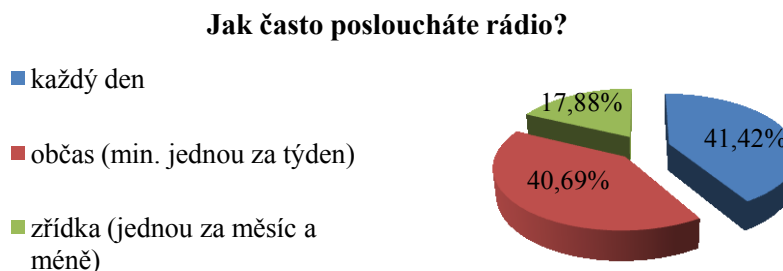 Jak často posloucháte rádio?
každý den
občas (min. jednou za týden)
zřídka (jednou za měsíc a
méně)
17,88%
41,42%
40,69%